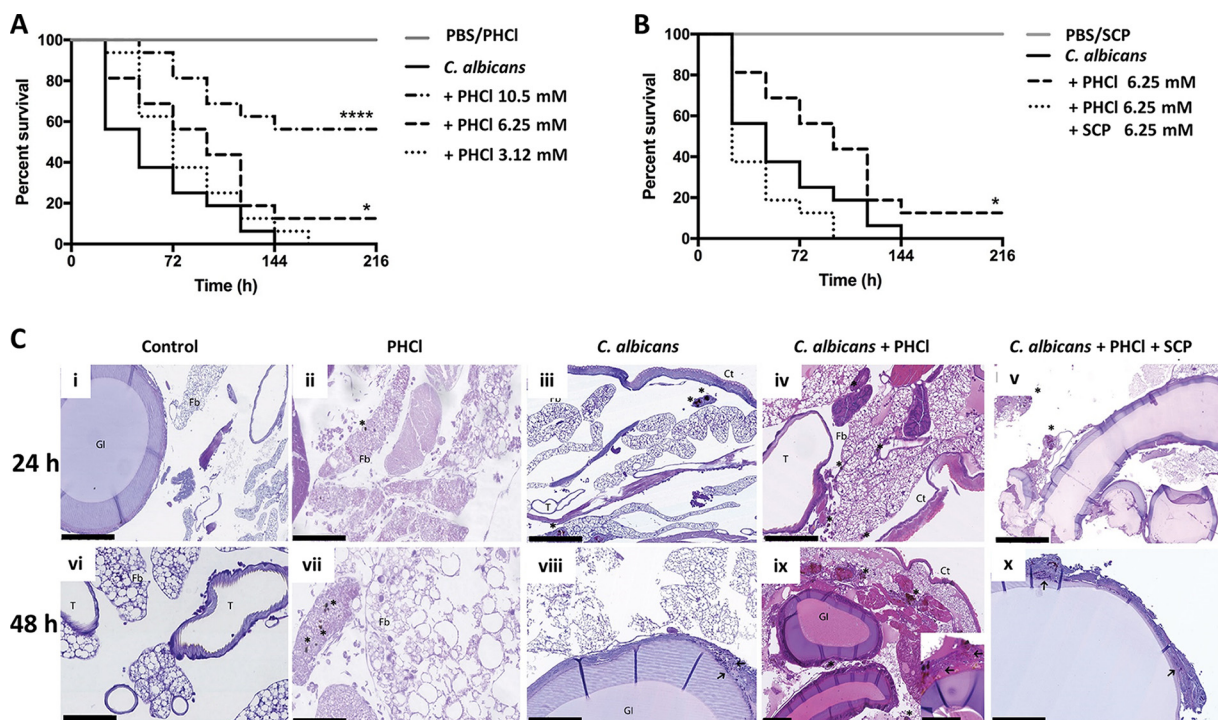 A
Percent survival
100
80
60
40
20
0
0
72
144
216
Time (h)
****
*
PBS/PHCl
C. albicans
+ PHCl 10.5 mM
+ PHCl 6.25 mM
+ PHCl 3.12 mM
B
Percent survival
100
80
60
40
20
0
0
72
144
216
Time (h)
*
PBS/SCP
C. albicans
+ PHCl 6.25 mM
+ PHCl 6.25 mM
+ SCP 6.25 mM
C
Control
PHCl
C. albicans
C. albicans + PHCl
C. albicans + PHCl + SCP
24 h
i
Fb
GI
ii
*
Fb
iii
Ct
*
*
Fb
T
*
iv
*
Fb
*
T
*
Ct
*
*
v
*
*
48 h
vi
Fb
T
T
vii
*
*
*
Fb
viii
GI
ix
Ct
*
*
GI
*
*
x